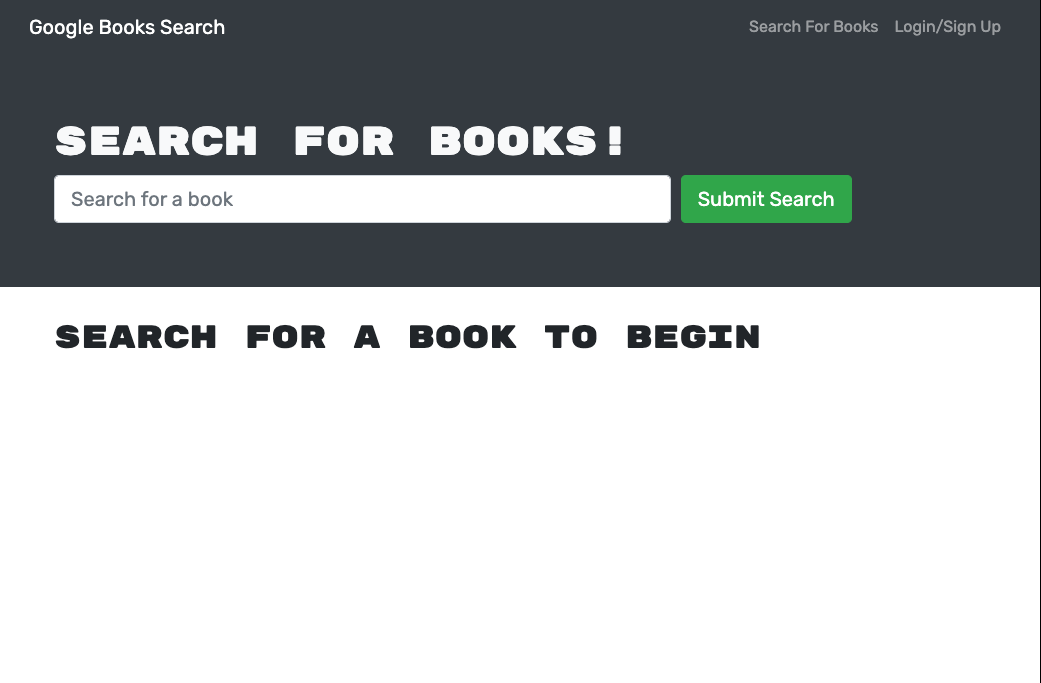 Google Books Search
Search For Books
Login/Sign Up
SEARCH FOR BOOKS!
Search for a book
Submit Search
SEARCH FOR A BOOK TO BEGIN